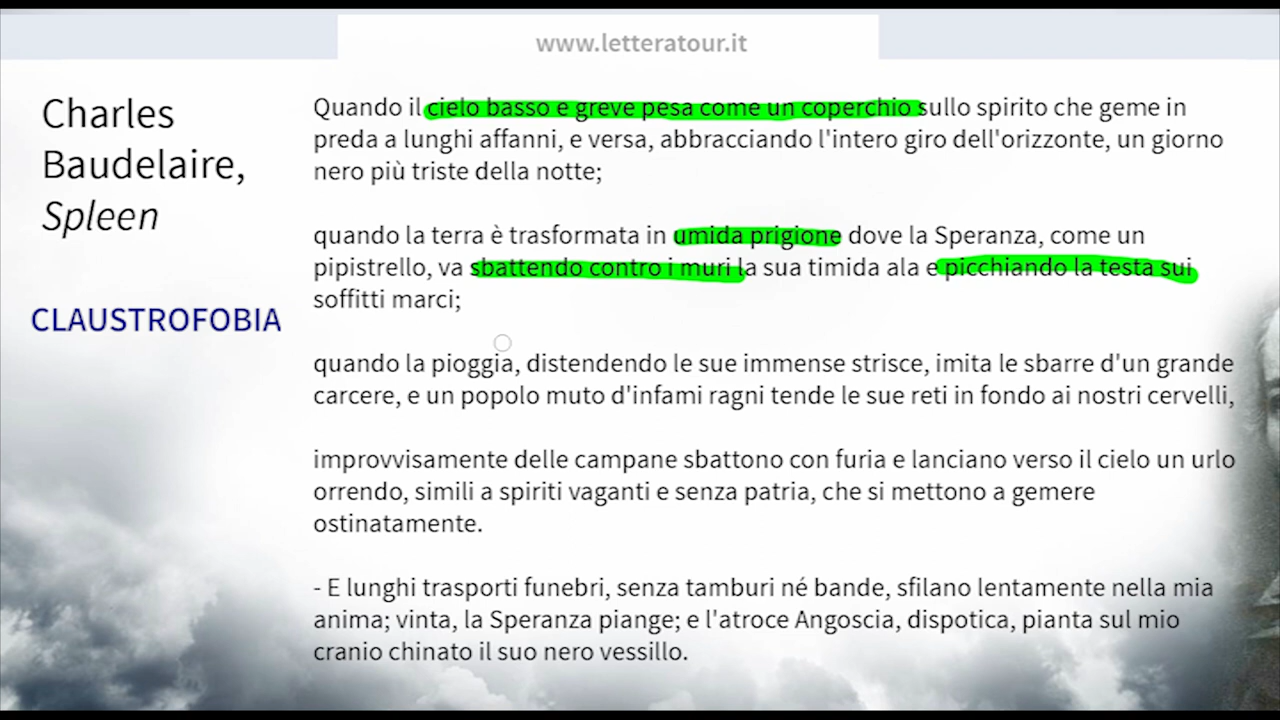 www.letteratour.it
Charles
Baudelaire,
Spleen
CLAUSTROFOBIA
Quando il cielo basso e greve pesa come un coperchio sullo spirito che geme in
preda a lunghi affanni, e versa, abbracciando l'intero giro dell'orizzonte, un giorno
nero più triste della notte;
quando la terra è trasformata in umida prigione dove la Speranza, come un
pipistrello, va sbattendo contro i muri la sua timida ala e picchiando la testa sui
soffitti marci;
quando la pioggia, distendendo le sue immense strisce, imita le sbarre d'un grande
carcere, e un popolo muto d'infami ragni tende le sue reti in fondo ai nostri cervelli,
improvvisamente delle campane sbattono con furia e lanciano verso il cielo un urlo
orrendo, simili a spiriti vaganti e senza patria, che si mettono a gemere
ostinatamente.
- E lunghi trasporti funebri, senza tamburi né bande, sfilano lentamente nella mia
anima; vinta, la Speranza piange; e l'atroce Angoscia, dispotica, pianta sul mio
cranio chinato il suo nero vessillo.